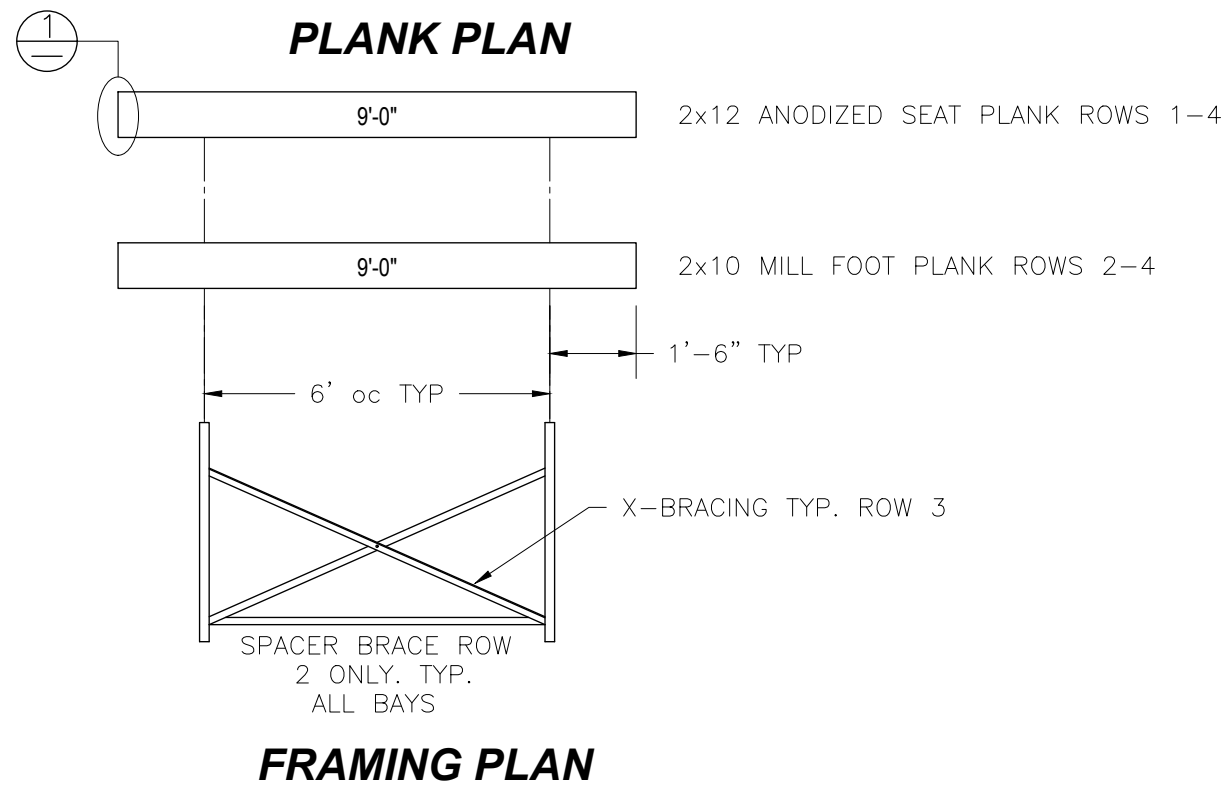 1
PLANK PLAN
9'-0"
2x12 ANODIZED SEAT PLANK ROWS 1-4
9'-0"
2x10 MILL FOOT PLANK ROWS 2-4
1'-6" TYP
6' oc TYP
X-BRACING TYP. ROW 3
SPACER BRACE ROW
2 ONLY. TYP.
ALL BAYS
FRAMING PLAN